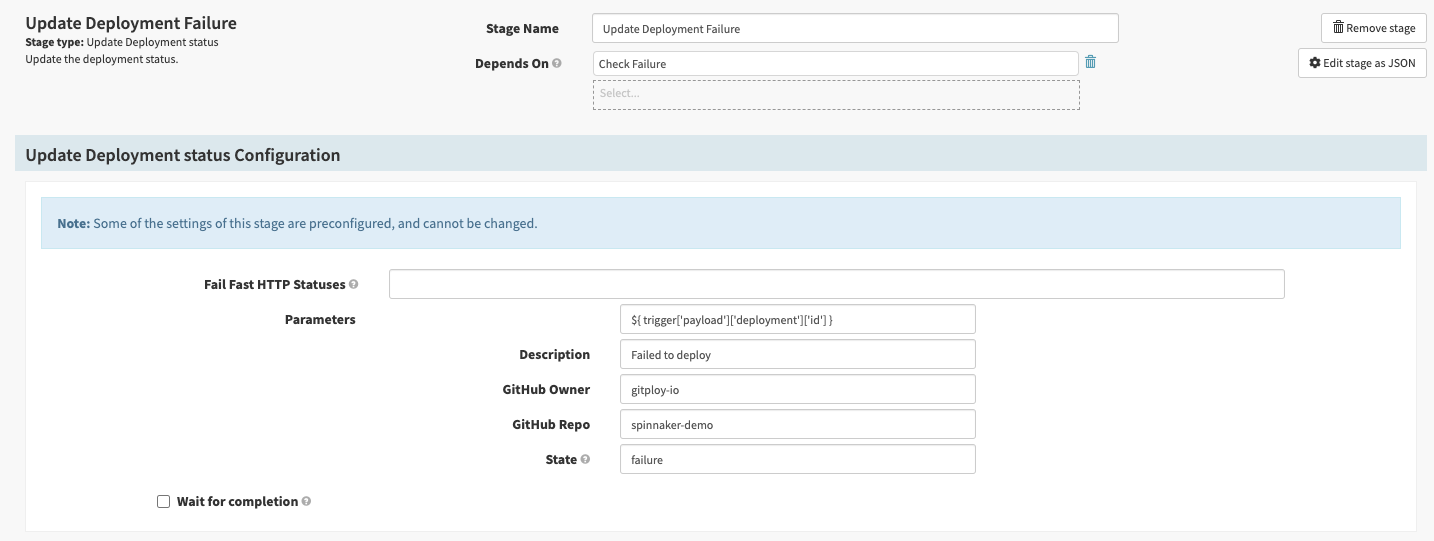 Update Deployment Failure
Stage type: Update Deployment status
Update the deployment status.
Stage Name
Update Deployment Failure
Depends On
Check Failure
Select...
Remove stage
Edit stage as JSON
Update Deployment status Configuration
Note: Some of the settings of this stage are preconfigured, and cannot be changed.
Fail Fast HTTP Statuses
Parameters
${ trigger['payload']['deployment']['id'] }
Description
Failed to deploy
GitHub Owner
gitploy-io
GitHub Repo
spinnaker-demo
State
failure
Wait for completion